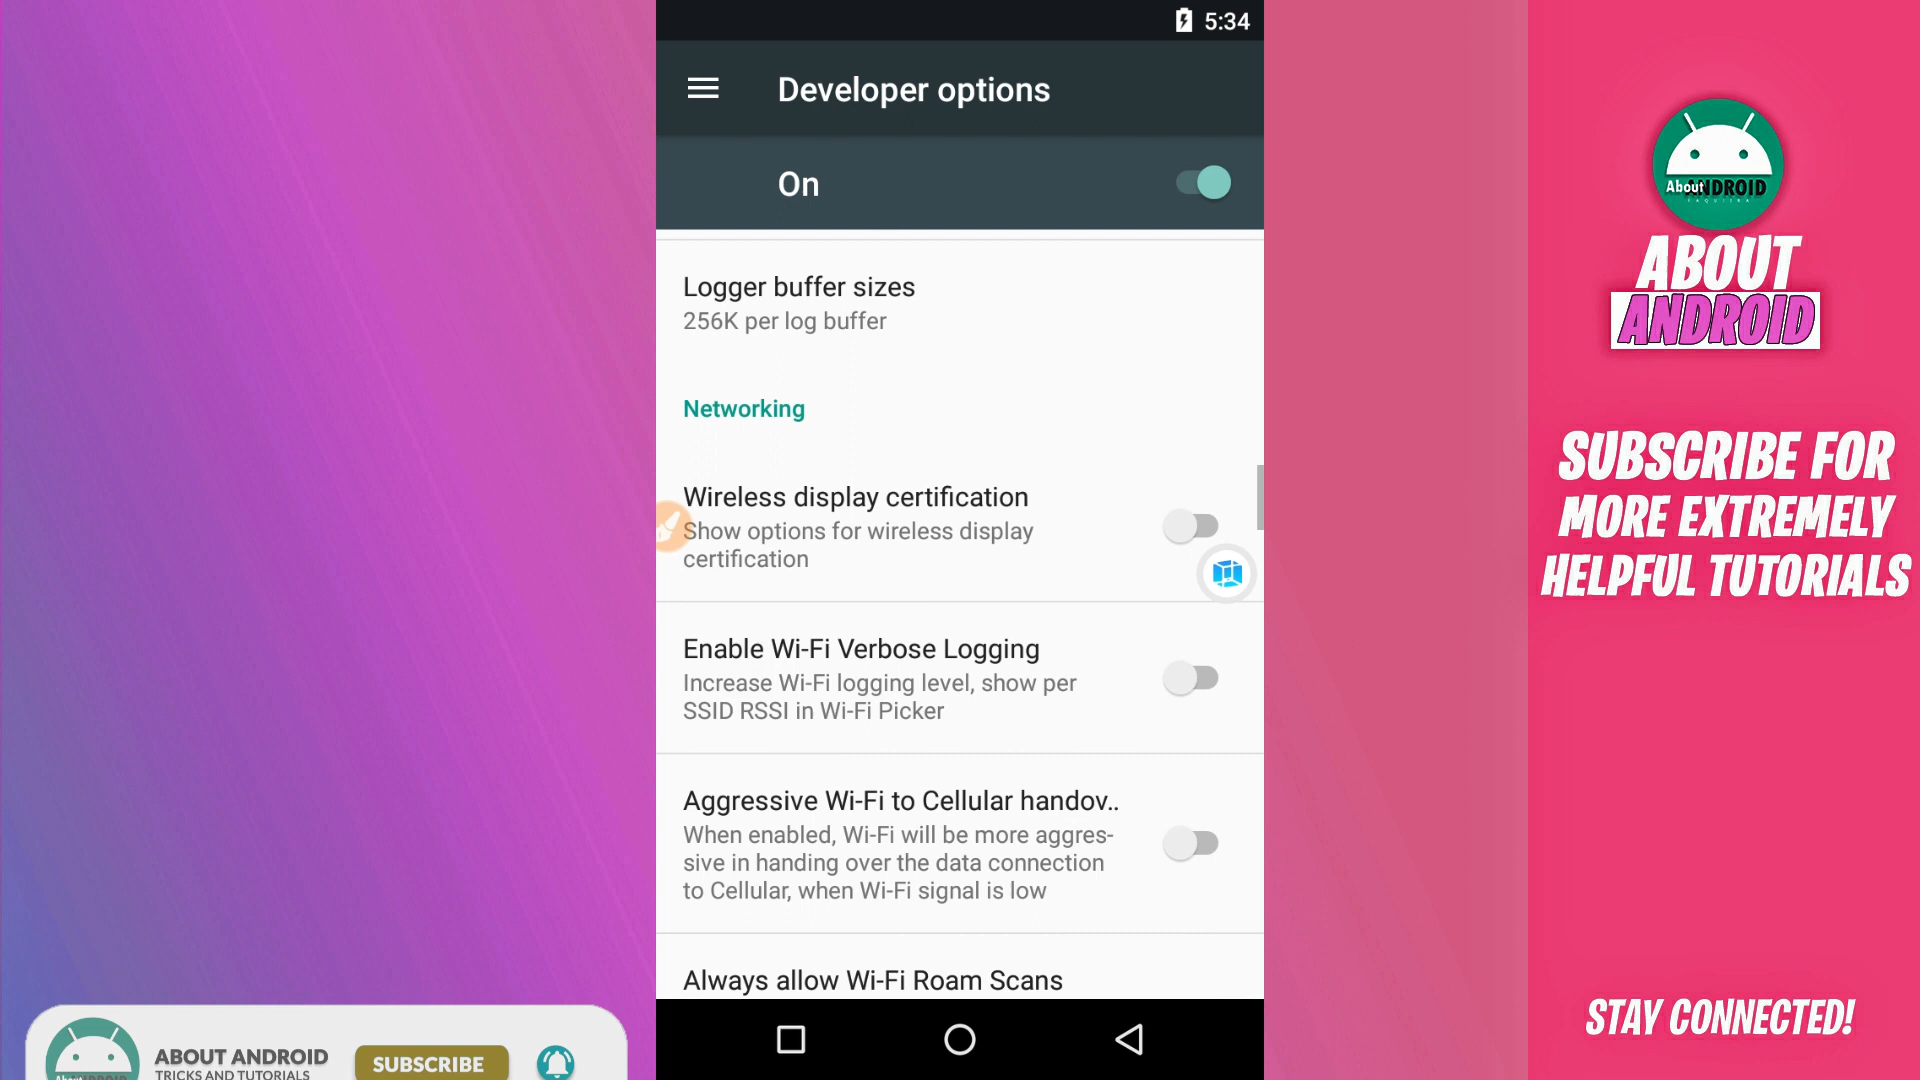 5:34
Developer options
On
Logger buffer sizes
256K per log buffer
Networking
Wireless display certification
Show options for wireless display
certification
Enable Wi-Fi Verbose Logging
Increase Wi-Fi logging level, show per
SSID RSSI in Wi-Fi Picker
Aggressive Wi-Fi to Cellular handov..
When enabled, Wi-Fi will be more aggres-
sive in handing over the data connection
to Cellular, when Wi-Fi signal is low
Always allow Wi-Fi Roam Scans
About ANDROID
ABOUT
ANDROID
SUBSCRIBE FOR
MORE EXTREMELY
HELPFUL TUTORIALS
STAY CONNECTED!
ABOUT ANDROID
TRICKS AND TUTORIALS
SUBSCRIBE